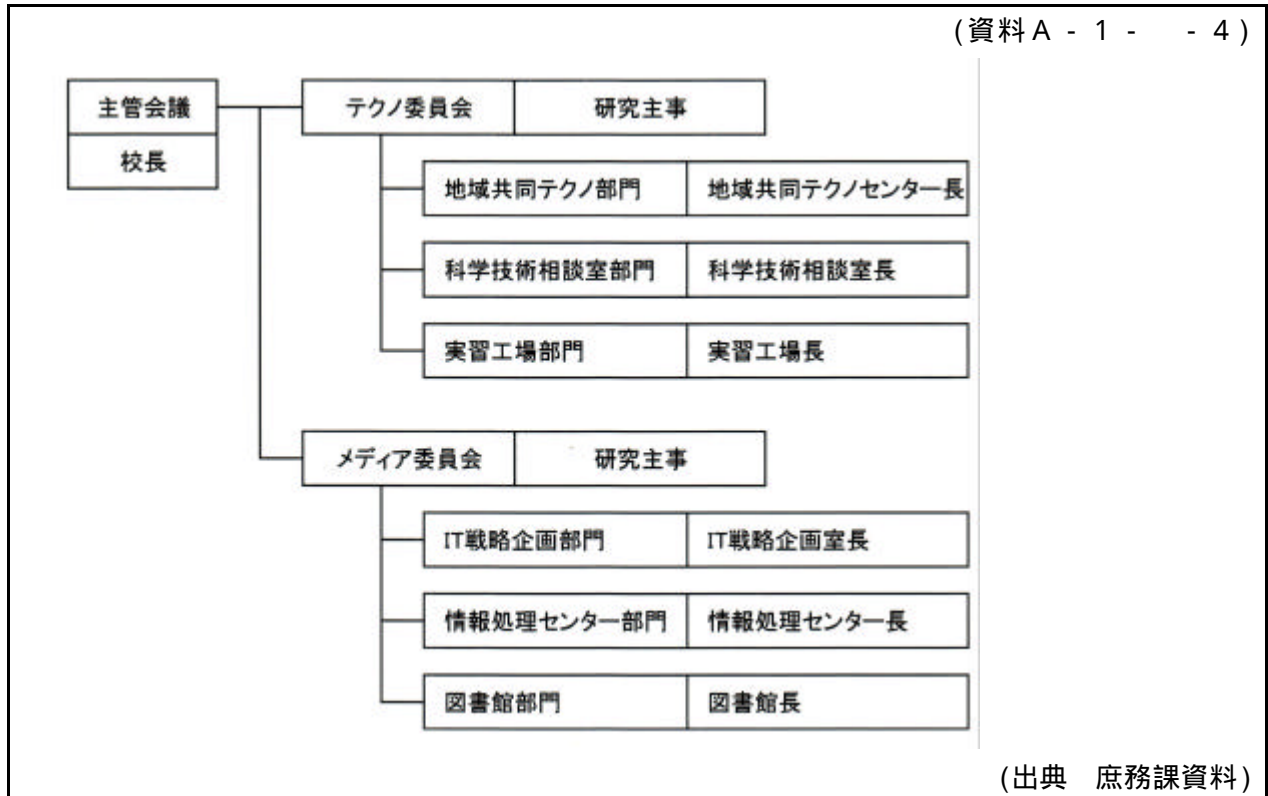 (資料A-1- -4)
主管会議
校長
テクノ委員会 研究主事
地域共同テクノ部門 地域共同テクノセンター長
科学技術相談室部門 科学技術相談室長
実習工場部門 実習工場長
メディア委員会 研究主事
IT戦略企画部門 IT戦略企画室長
情報処理センター部門 情報処理センター長
図書館部門 図書館長
(出典 庶務課資料)